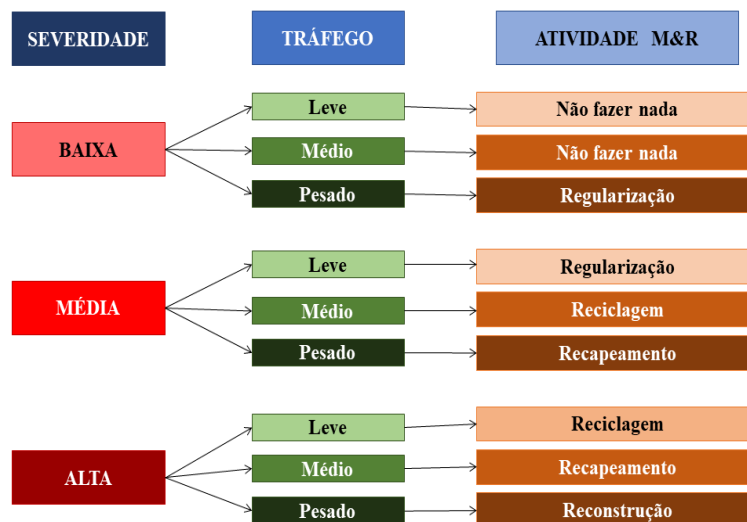 SEVERIDADE
TRÁFEGO
ATIVIDADE M&R
BAIXA
Leve
Não fazer nada
Médio
Não fazer nada
Pesado
Regularização
MÉDIA
Leve
Regularização
Médio
Reciclagem
Pesado
Recapeamento
ALTA
Leve
Reciclagem
Médio
Recapeamento
Pesado
Reconstrução